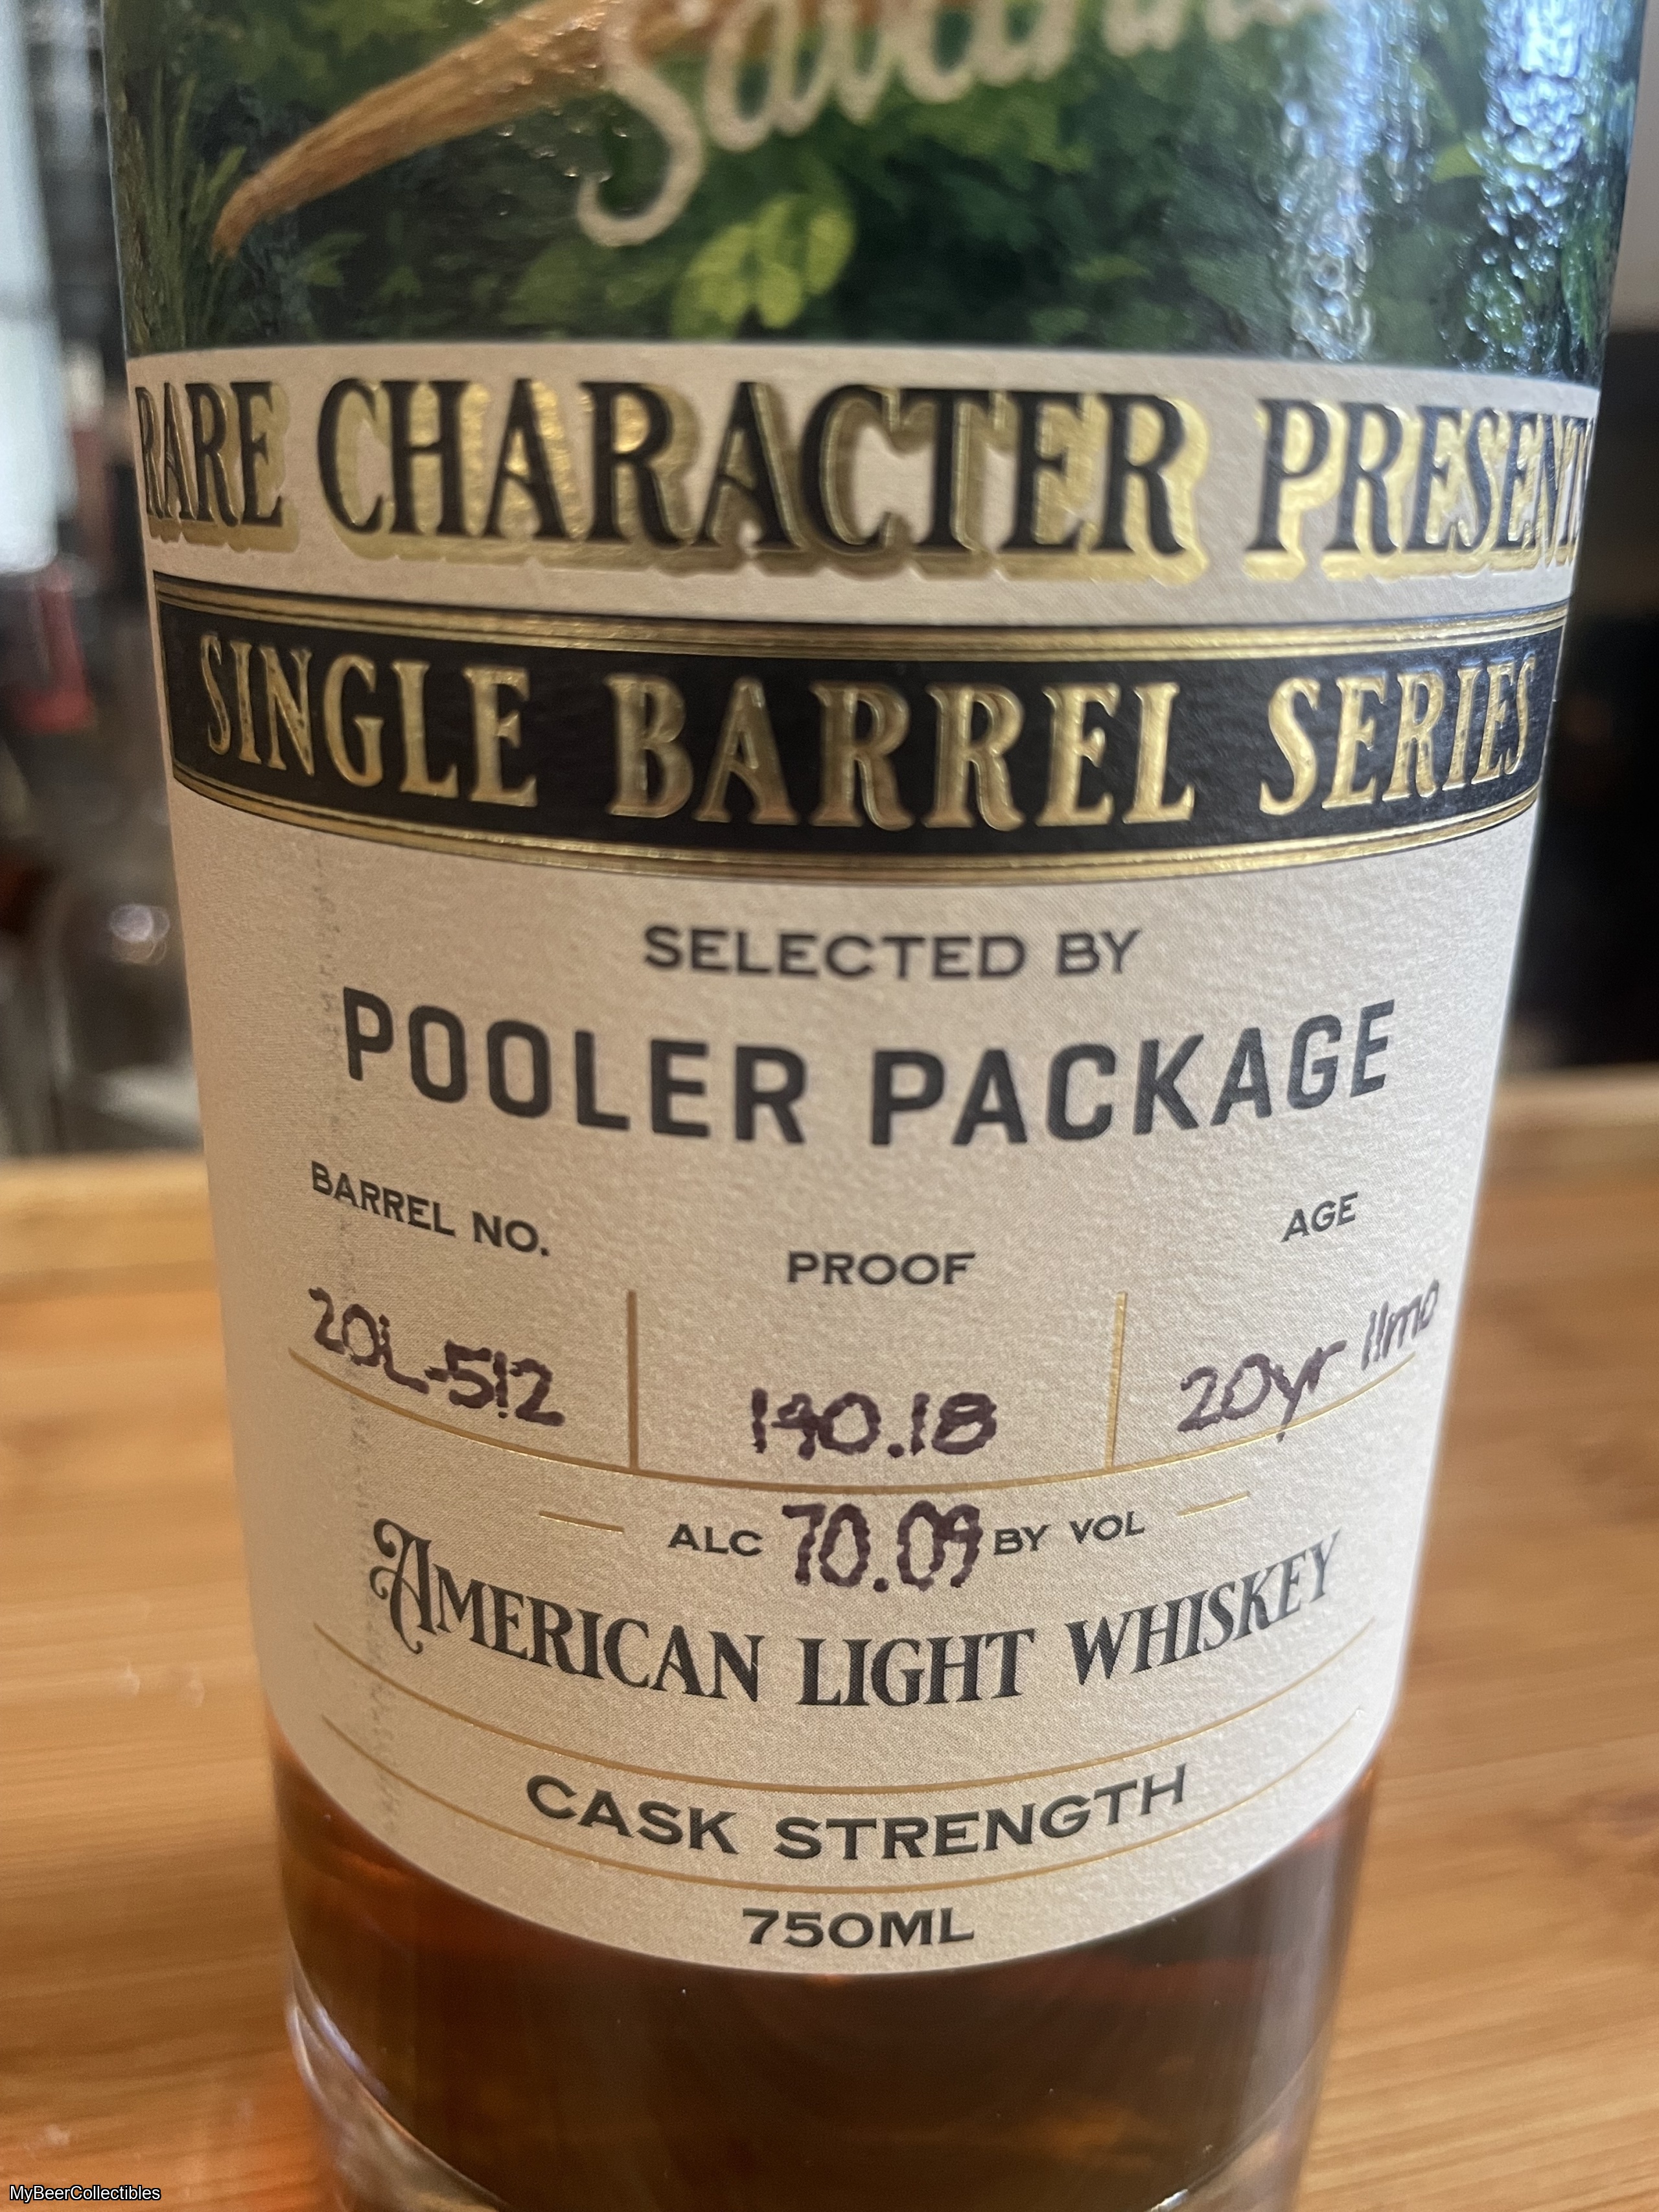 RARE CHARACTER PRESENTS
SINGLE BARREL SERIES
SELECTED BY
POOLER PACKAGE
BARREL NO.
PROOF
AGE
20L-512
140.18
20yr 11mo
ALC 70.09 BY VOL
AMERICAN LIGHT WHISKEY
CASK STRENGTH
750ML
MyBeerCollectibles